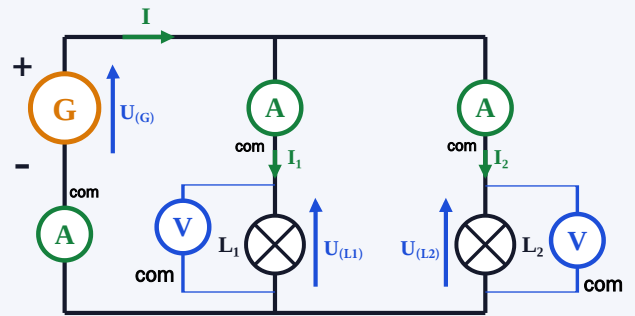 I
+
G
U(G)
-
com
A
A
com
I₁
V
L₁
U(L1)
com
A
com
I₂
U(L2)
L₂
V
com